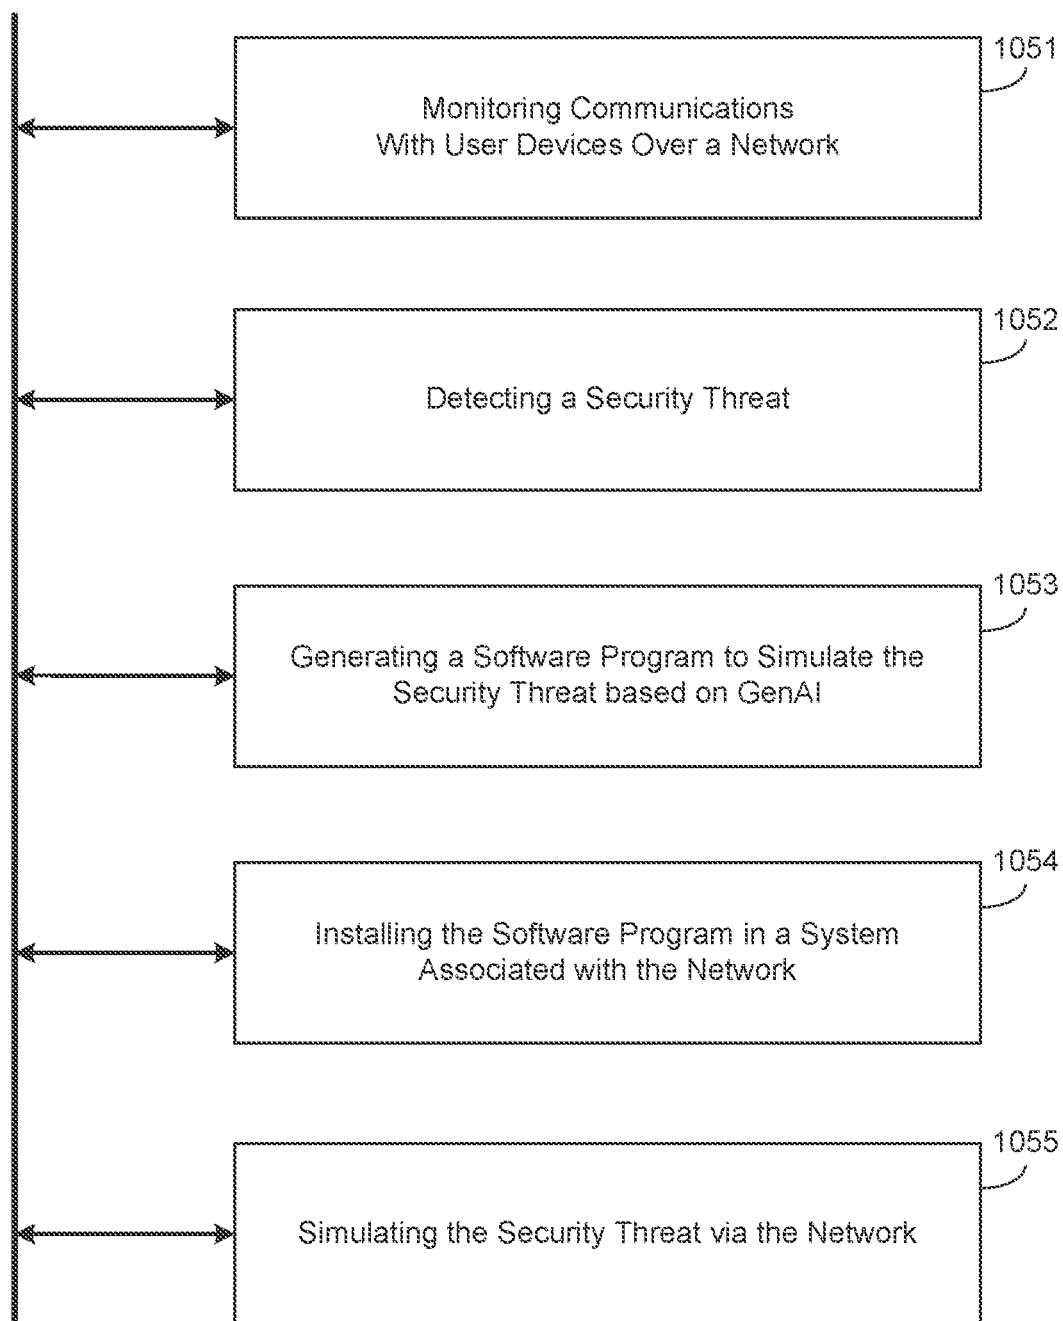 1051
Monitoring Communications
With User Devices Over a Network
1052
Detecting a Security Threat
1053
Generating a Software Program to Simulate the
Security Threat based on GenAI
1054
Installing the Software Program in a System
Associated with the Network
1055
Simulating the Security Threat via the Network